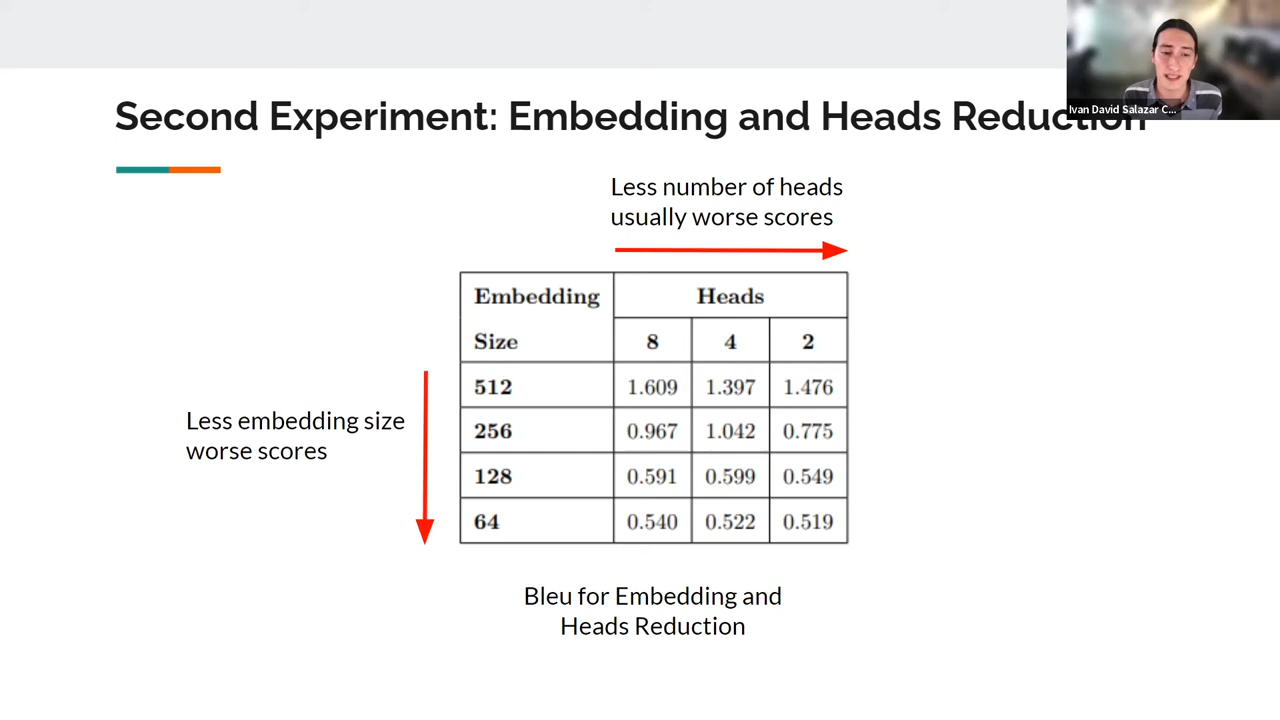 Ivan David Salazar C...
Second Experiment: Embedding and Heads Reduction
Less number of heads
usually worse scores
Embedding Heads
Size 8 4 2
512 1.609 1.397 1.476
256 0.967 1.042 0.775
128 0.591 0.599 0.549
64 0.540 0.522 0.519
Less embedding size
worse scores
Bleu for Embedding and
Heads Reduction